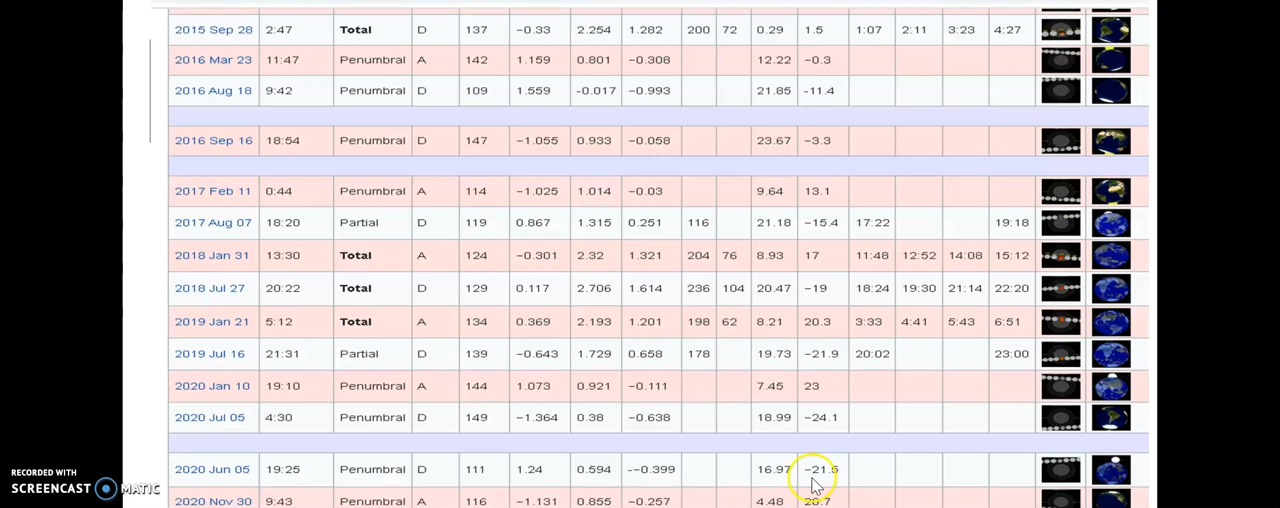 2015 Sep 28 2:47 Total 137 −0.33 2.254 1.282 200 72 0.29 1.5 1:07 2:11 3:23 4:27
2016 Mar 23 11:47 Penumbral A 142 1.159 0.801 −0.308 12.22 −0.3
2016 Aug 18 9:42 Penumbral 109 1.559 -0.017 −0.993 21.85 −11.4
2016 Sep 16 18:54 Penumbral D 147 −1.055 0.933 −0.058 23.67 −3.3
2017 Feb 11 0:44 Penumbral A 114 −1.025 1.014 −0.03 9.64 13.1
2017 Aug 07 18:20 119 0.867 1.315 0.251 116 21.18 −15.4 17:22 19:18
2018 Jan 31 13:30 Total 124 −0.301 2.32 1.321 204 76 8.93 17 11:48 12:52 14:08 15:12
2018 Jul 27 20:22 Total 129 0.117 2.706 1.614 236 104 20.47 −19 18:24 19:30 21:14 22:20
2019 Jan 21 5:12 Total 134 0.369 2.193 1.201 198 62 8.21 20.3 3:33 4:41 5:43 6:51
2019 Jul 16 21:31 Partial 139 −0.643 1.729 0.658 178 19.73 −21.9 20:02 23:00
2020 Jan 10 19:10 Penumbral A 144 1.073 0.921 −0.111 7.45 23
2020 Jul 05 4:30 Penumbral 149 −1.364 0.38 −0.638 18.99 −24.1
2020 Jun 05 19:25 Penumbral 111 1.24 0.594 -−0.399 16.97 −21.5
2020 Nov 30 9:43 Penumbral 116 −1.131 0.855 −0.257 4.48
RECORDED WITH
SCREENCAST MATIC